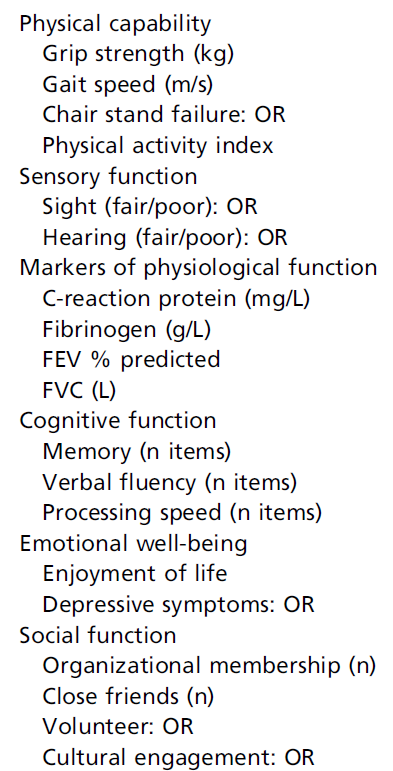 Physical capability
Grip strength (kg)
Gait speed (m/s)
Chair stand failure: OR
Physical activity index
Sensory function
Sight (fair/poor): OR
Hearing (fair/poor): OR
Markers of physiological function
C-reaction protein (mg/L)
Fibrinogen (g/L)
FEV % predicted
FVC (L)
Cognitive function
Memory (n items)
Verbal fluency (n items)
Processing speed (n items)
Emotional well-being
Enjoyment of life
Depressive symptoms: OR
Social function
Organizational membership (n)
Close friends (n)
Volunteer: OR
Cultural engagement: OR